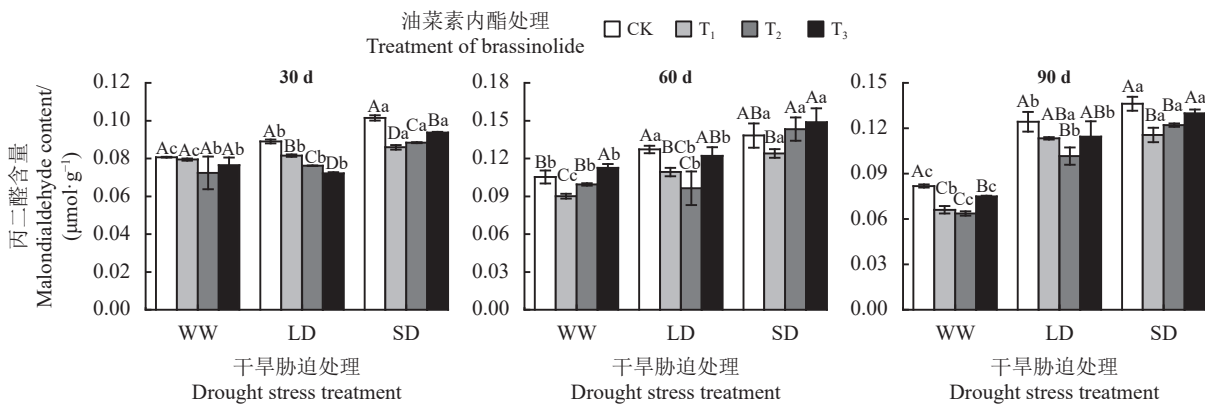 油菜素内酯处理
Treatment of brassinolide
CK T₁ T₂ T₃
丙二醛含量
Malondialdehyde content/
(μmol·g⁻¹)
30 d
0.12
0.10
0.08
0.06
0.04
0.02
0.00
Ac Ac Ab Ab
Ab Bb Cb Db
Aa Da Ca Ba
WW LD SD
干旱胁迫处理
Drought stress treatment
60 d
0.18
0.15
0.12
0.09
0.06
0.03
0.00
Bb Cc Bb Ab
Aa BCb Cb ABb
ABa Ba Aa Aa
WW LD SD
干旱胁迫处理
Drought stress treatment
90 d
0.15
0.12
0.09
0.06
0.03
0.00
Ac Cb Cc Bc
Ab ABa Bb ABb
Aa Ba Ba Aa
WW LD SD
干旱胁迫处理
Drought stress treatment